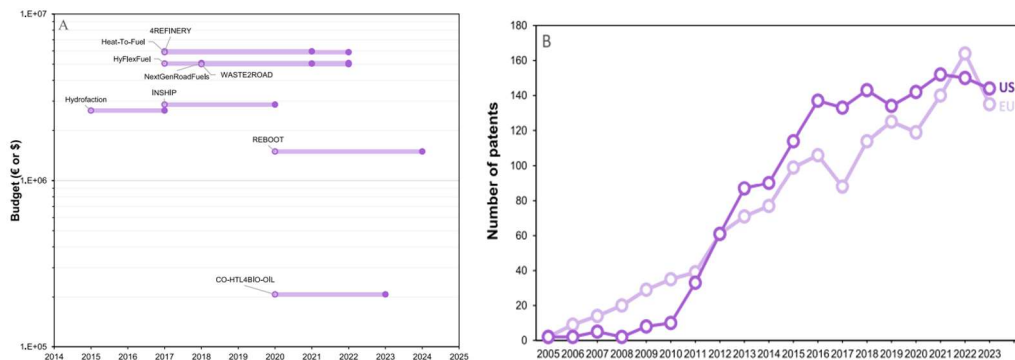 A
1.E+07
4REFINERY
Heat-To-Fuel
HyFlexFuel
NextGenRoadFuels
WASTE2ROAD
Hydrofaction
INSHIP
REBOOT
1.E+06
CO-HTL4BIO-OIL
1.E+05
Budget (€ or $)
2014 2015 2016 2017 2018 2019 2020 2021 2022 2023 2024 2025
B
180
160
140
120
100
80
60
40
20
0
Number of patents
US
EU
2005 2006 2007 2008 2009 2010 2011 2012 2013 2014 2015 2016 2017 2018 2019 2020 2021 2022 2023